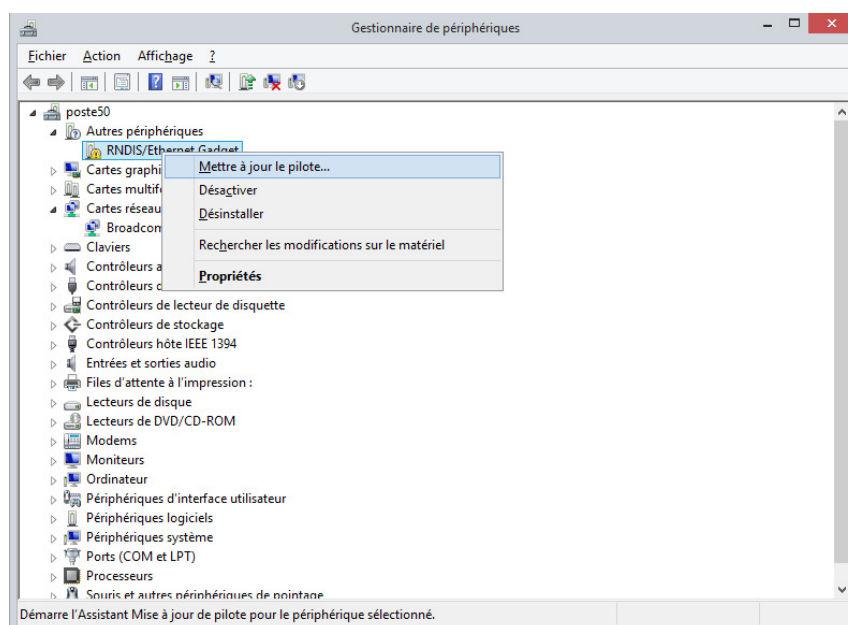 Gestionnaire de périphériques
Fichier Action Affichage ?
poste50
Autres périphériques
RNDIS/Ethernet Gadget
Mettre à jour le pilote...
Désactiver
Désinstaller
Rechercher les modifications sur le matériel
Propriétés
Cartes graphi
Cartes multif
Cartes réseau
Broadcom
Claviers
Contrôleurs a
Contrôleurs d
Contrôleurs de lecteur de disquette
Contrôleurs de stockage
Contrôleurs hôte IEEE 1394
Entrées et sorties audio
Files d'attente à l'impression :
Lecteurs de disque
Lecteurs de DVD/CD-ROM
Modems
Moniteurs
Ordinateur
Périphériques d'interface utilisateur
Périphériques logiciels
Périphériques système
Ports (COM et LPT)
Processeurs
Souris et autres périphériques de pointage
Démarre l'Assistant Mise à jour de pilote pour le périphérique sélectionné.